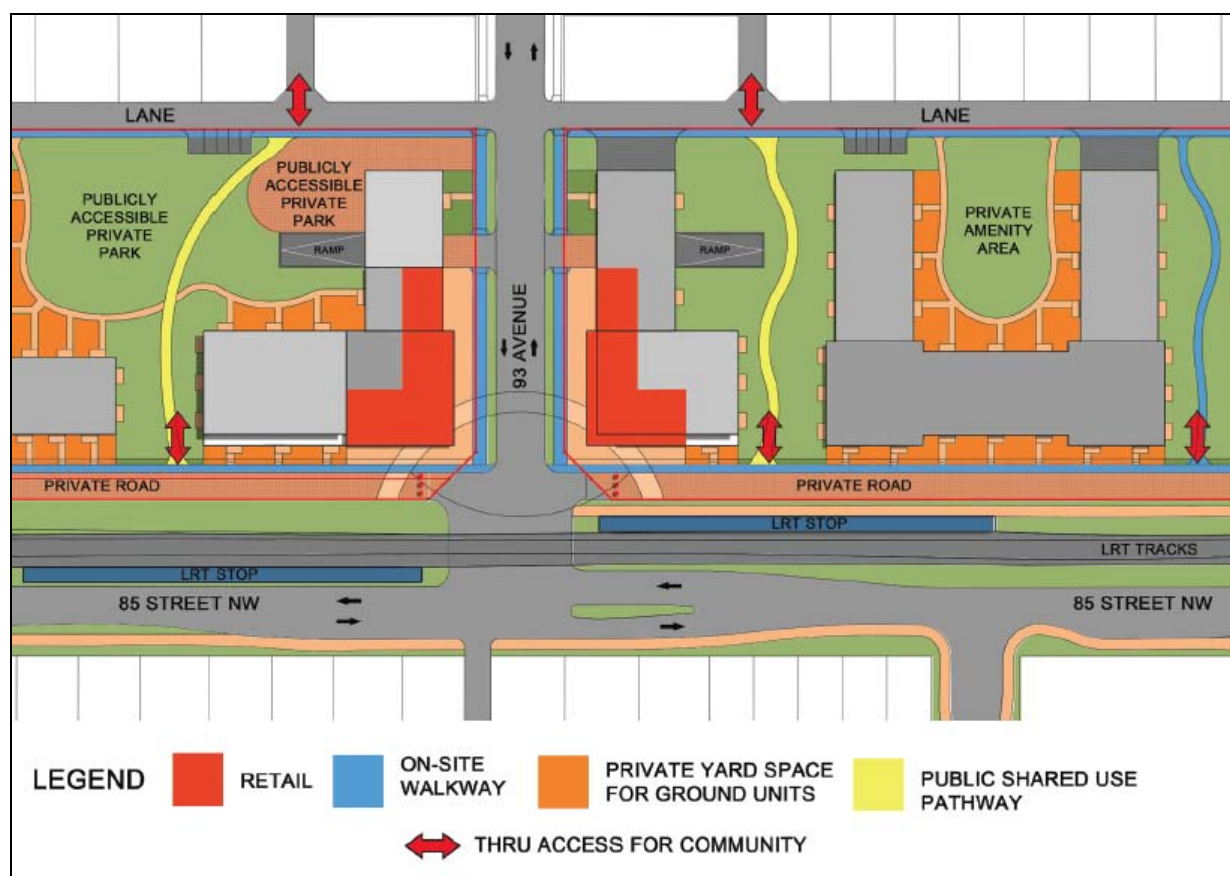 LANE
LANE
PUBLICLY
ACCESSIBLE
PRIVATE
PARK
PUBLICLY
ACCESSIBLE
PRIVATE
PARK
PRIVATE
AMENITY
AREA
RAMP
RAMP
93 AVENUE
PRIVATE ROAD
PRIVATE ROAD
LRT STOP
LRT TRACKS
LRT STOP
85 STREET NW
85 STREET NW
LEGEND
RETAIL
ON-SITE
WALKWAY
PRIVATE YARD SPACE
FOR GROUND UNITS
PUBLIC SHARED USE
PATHWAY
THRU ACCESS FOR COMMUNITY